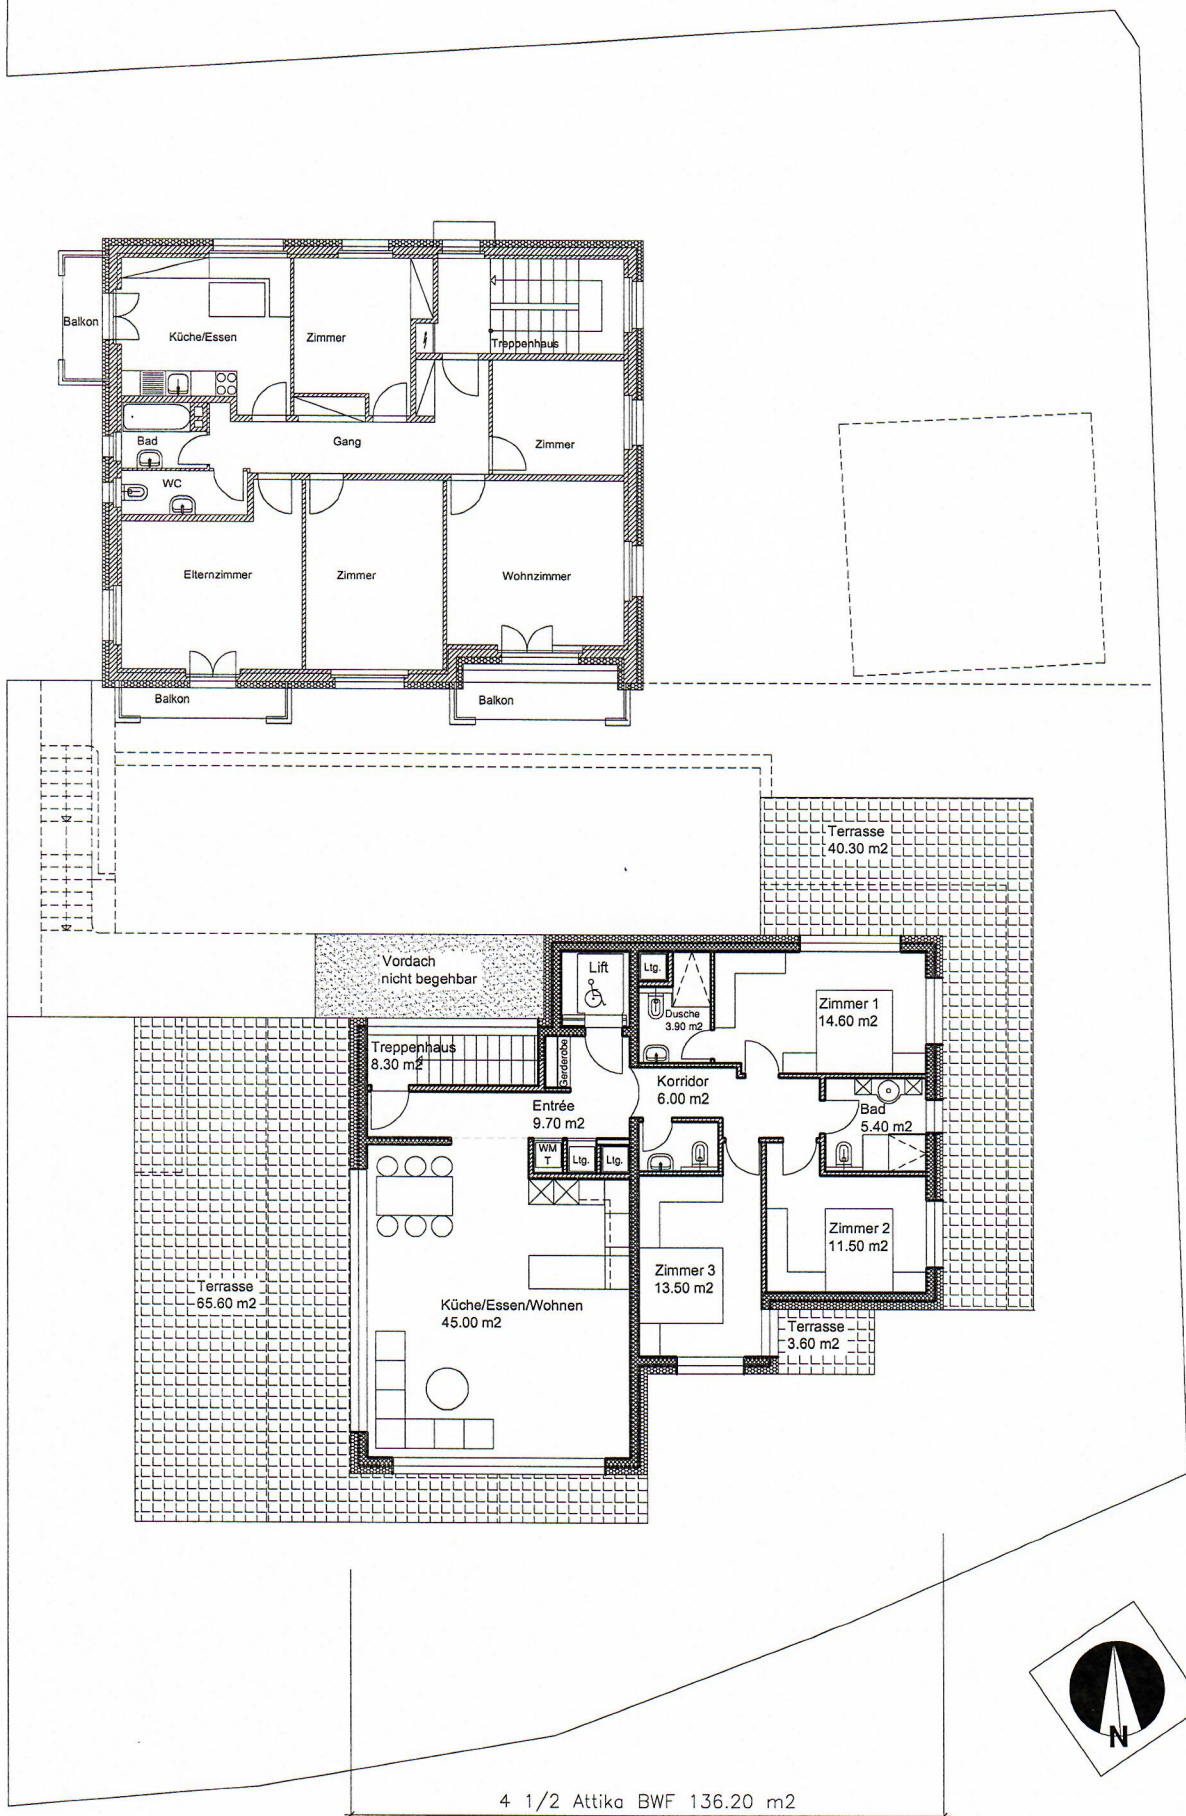 Balkon
Küche/Essen
Zimmer
Treppenhaus
Bad
Gang
Zimmer
WC
Elternzimmer
Zimmer
Wohnzimmer
Balkon
Balkon
Terrasse
40.30 m2
Vordach
nicht begehbar
Lift
Ltg.
Dusche
3.90 m2
Zimmer 1
14.60 m2
Treppenhaus
8.30 m2
Gerderobe
Korridor
6.00 m2
Entrée
9.70 m2
Bad
5.40 m2
WM
T
Ltg.
Ltg.
Zimmer 2
11.50 m2
Zimmer 3
13.50 m2
Terrasse
65.60 m2
Küche/Essen/Wohnen
45.00 m2
Terrasse
3.60 m2
N
4 1/2 Attika BWF 136.20 m2